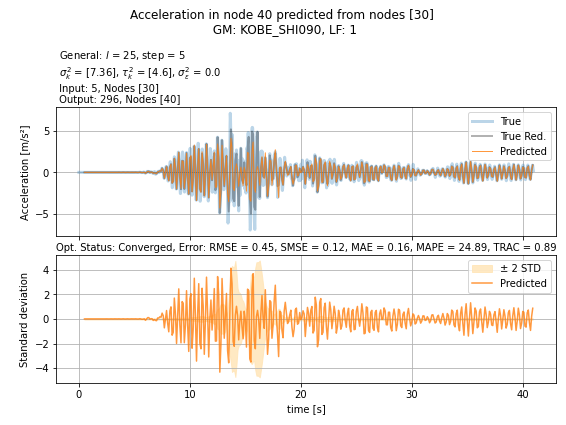 Acceleration in node 40 predicted from nodes [30]
GM: KOBE_SHI090, LF: 1
General: l = 25, step = 5
σ²ₖ = [7.36], τ²ₖ = [4.6], σ²ε = 0.0
Input: 5, Nodes [30]
Output: 296, Nodes [40]
Acceleration [m/s²]
5
0
−5
True
True Red.
Predicted
Opt. Status: Converged, Error: RMSE = 0.45, SMSE = 0.12, MAE = 0.16, MAPE = 24.89, TRAC = 0.89
Standard deviation
4
2
0
−2
−4
± 2 STD
Predicted
0 10 20 30 40
time [s]